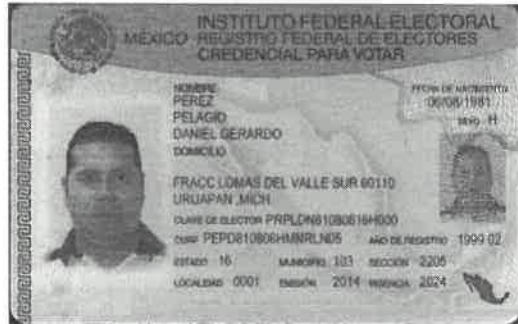 INSTITUTO FEDERAL ELECTORAL
MÉXICO REGISTRO FEDERAL DE ELECTORES
CREDENCIAL PARA VOTAR
NOMBRE
PEREZ
PELAGIO
DANIEL GERARDO
DOMICILIO
FRACC LOMAS DEL VALLE SUR 60110
URUAPAN ,MICH.
FECHA DE NACIMIENTO
06/08/1981
SEXO H
CLAVE DE ELECTOR PRPLDN81080616H000
CURP PEPD810806HMNRLN05 AÑO DE REGISTRO 1999 02
ESTADO 16 MUNICIPIO 103 SECCIÓN 2205
LOCALIDAD 0001 EMISIÓN 2014 VIGENCIA 2024